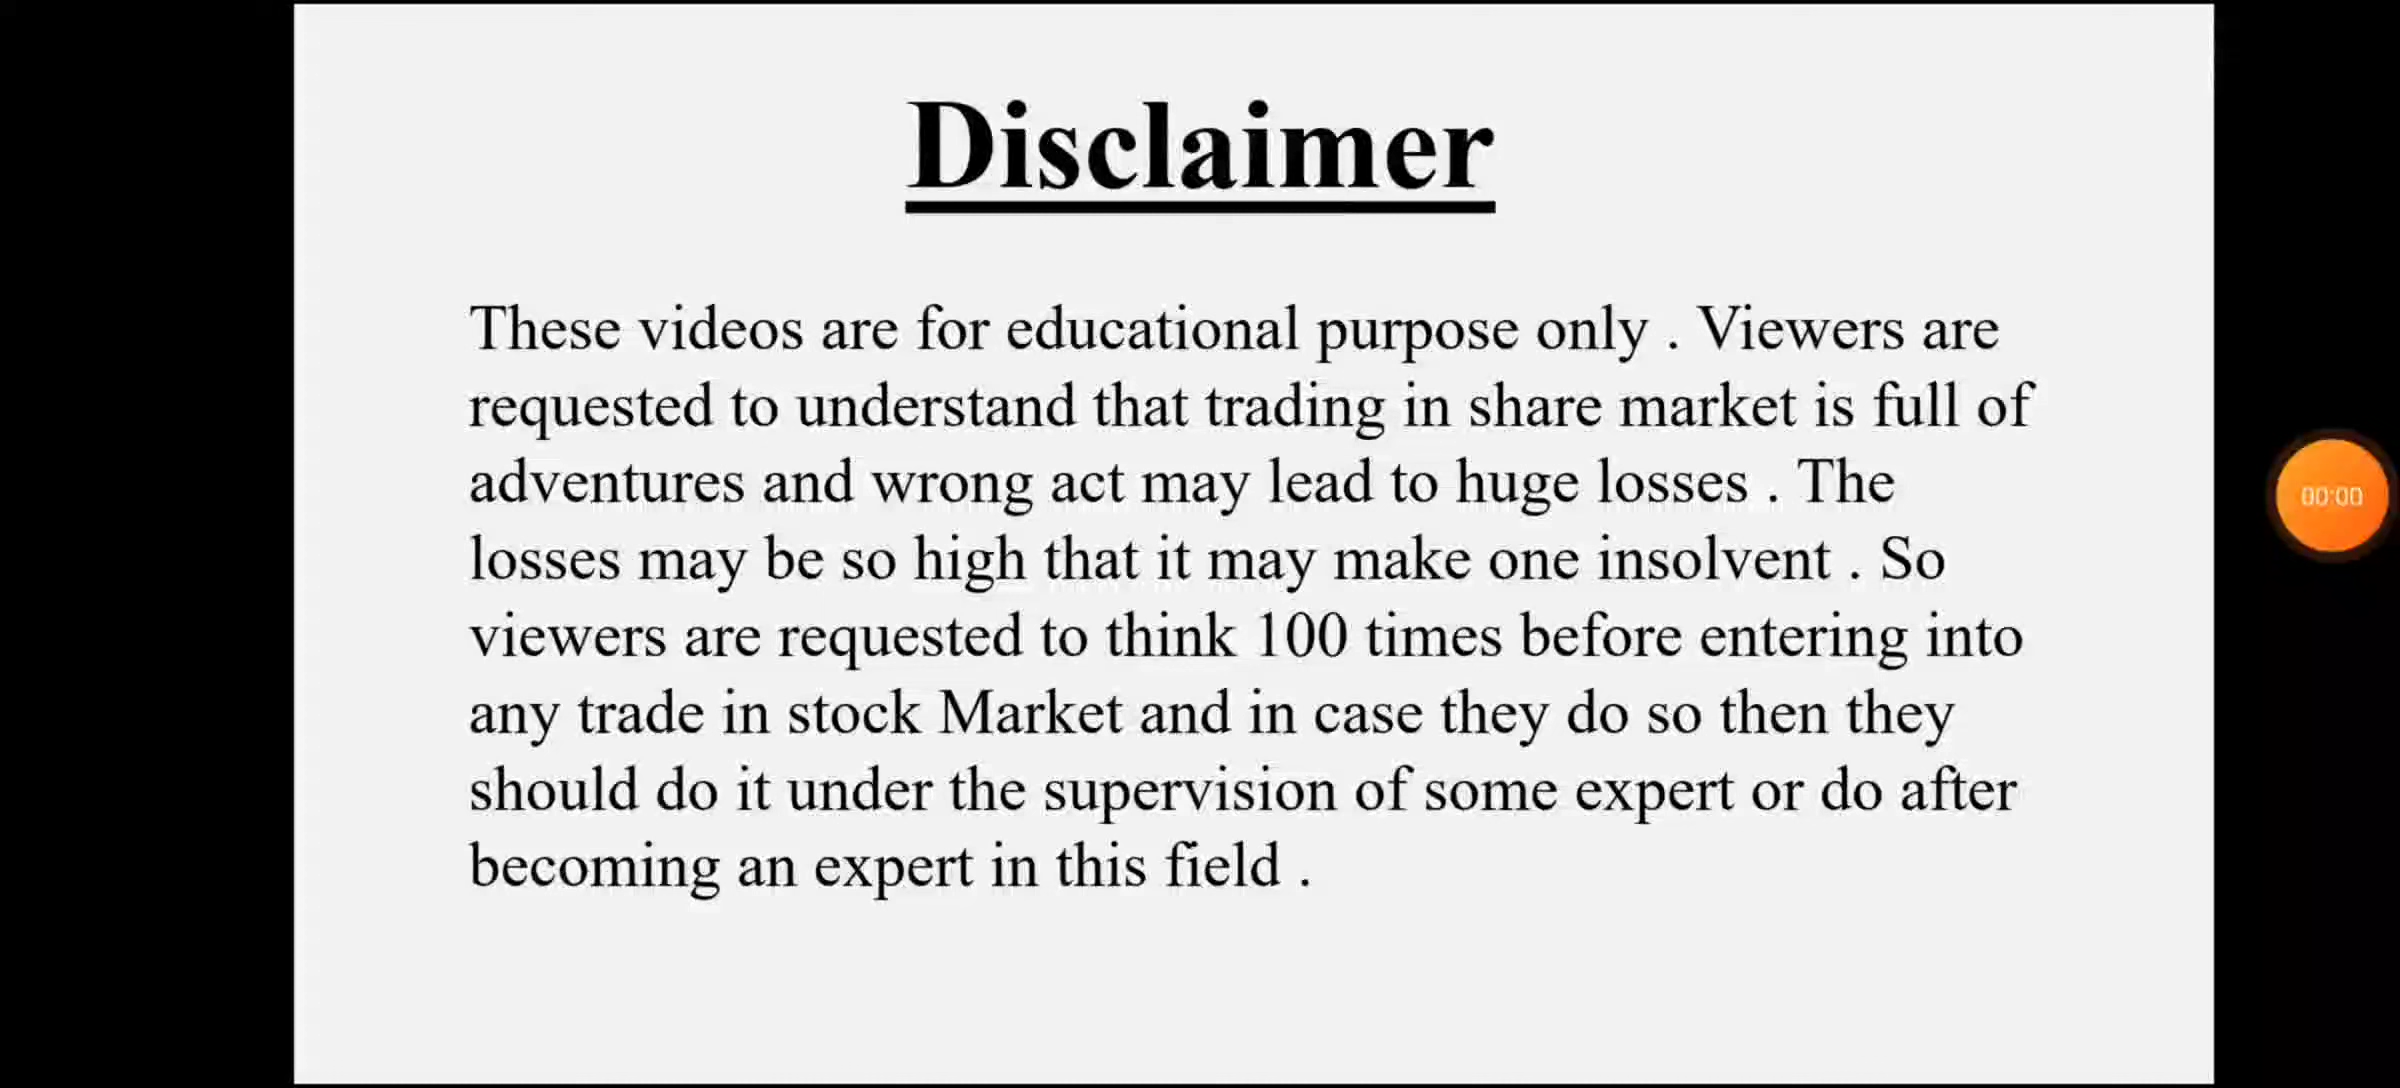 Disclaimer
These videos are for educational purpose only . Viewers are
requested to understand that trading in share market is full of
adventures and wrong act may lead to huge losses . The
losses may be so high that it may make one insolvent . So
viewers are requested to think 100 times before entering into
any trade in stock Market and in case they do so then they
should do it under the supervision of some expert or do after
becoming an expert in this field .
00:00